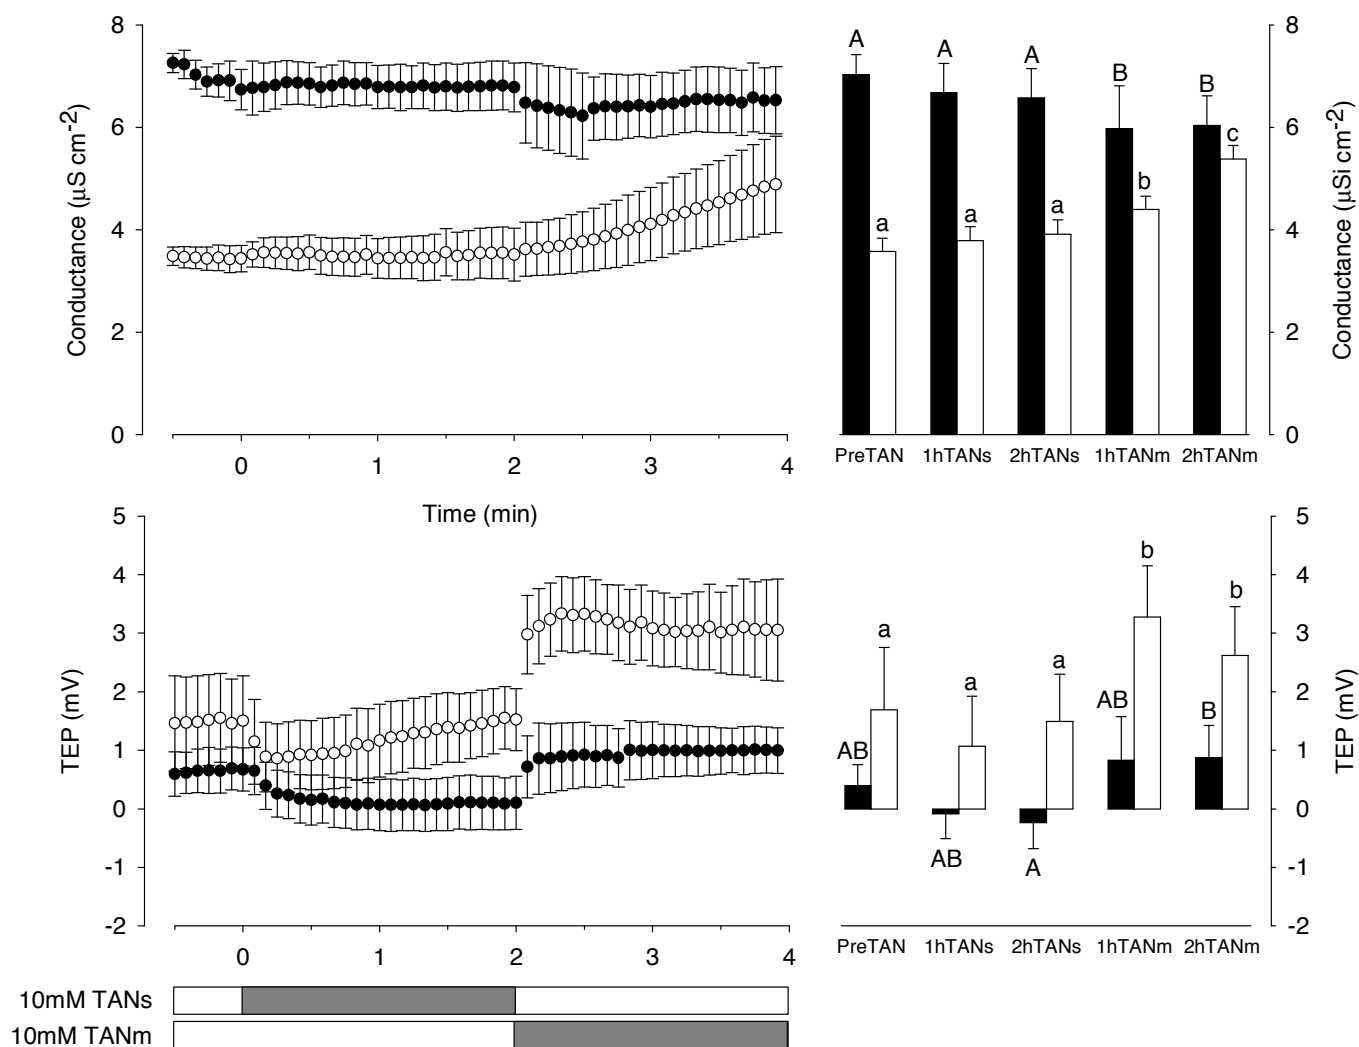 8
6
4
2
0
Conductance (μS cm-2)
0 1 2 3 4
Time (min)
A A A B B
a a a b c
PreTAN 1hTANs 2hTANs 1hTANm 2hTANm
8
6
4
2
0
Conductance (μSi cm-2)
5
4
3
2
1
0
-1
-2
TEP (mV)
0 1 2 3 4
a a a b b
AB AB A AB B
PreTAN 1hTANs 2hTANs 1hTANm 2hTANm
5
4
3
2
1
0
-1
-2
TEP (mV)
10mM TANs
10mM TANm